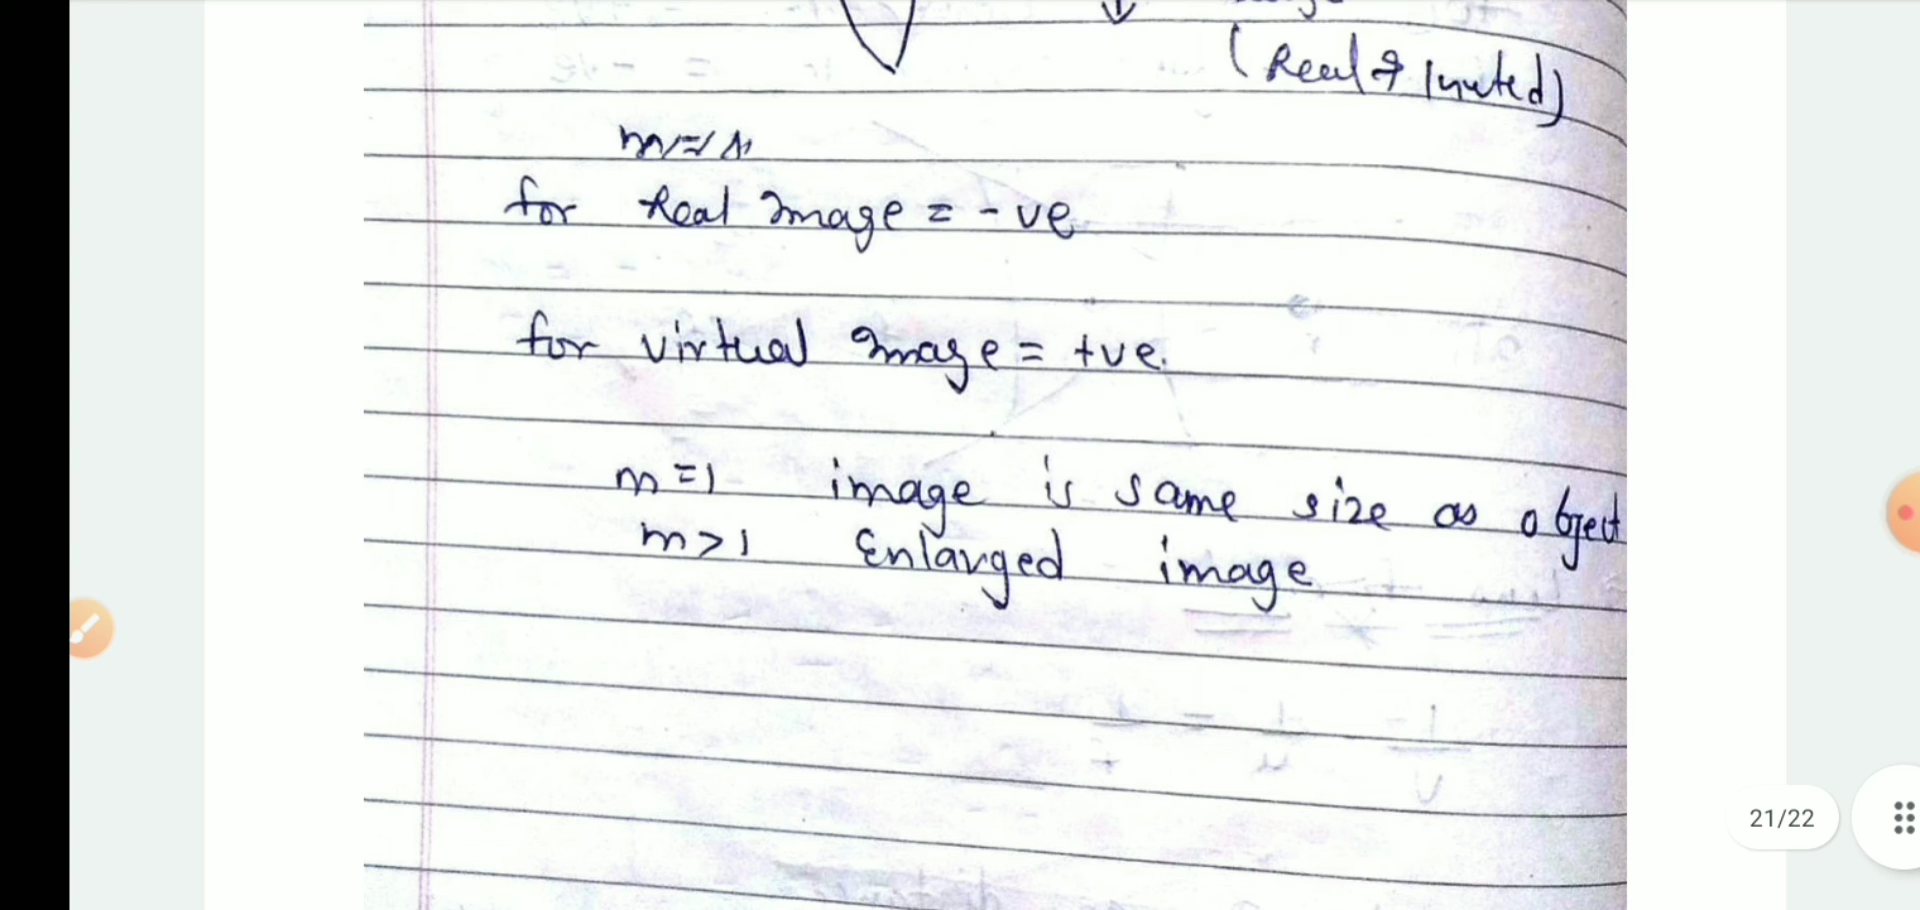 (Real & Inverted)
for Real Image = -ve
for virtual Image = +ve.
m = 1 image is same size as object
m > 1 Enlarged image
21/22